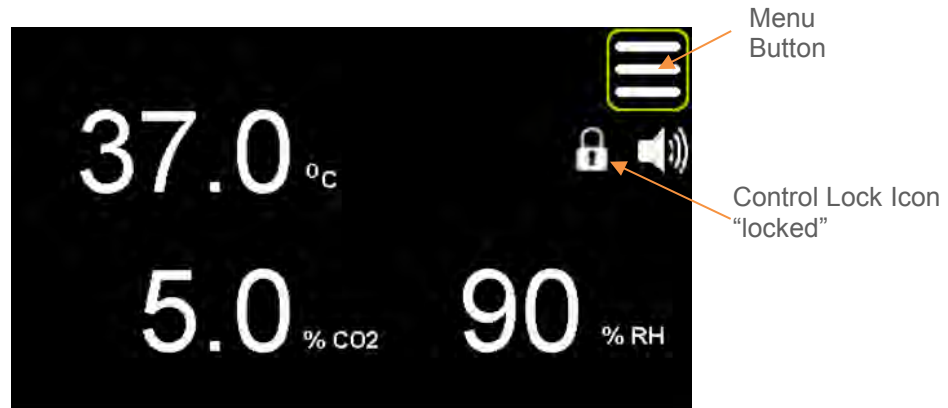 Menu
Button
37.0 °C
Control Lock Icon
“locked”
5.0 % CO2 90 % RH